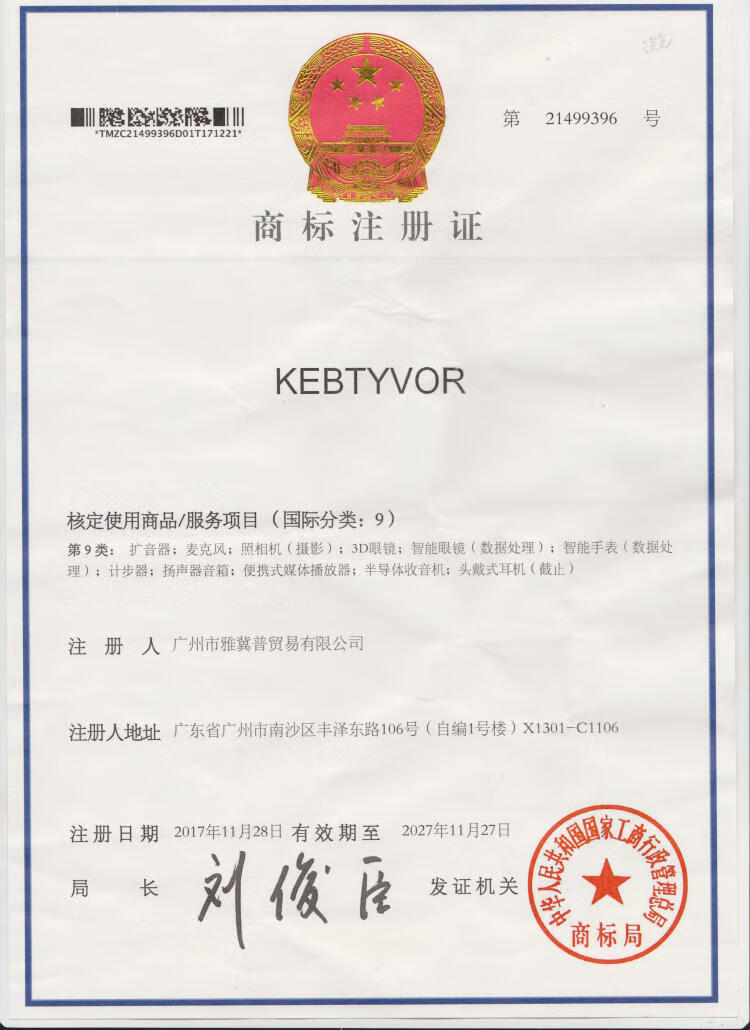 第 21499396 号
*TMZC21499396D01T171221*
商标注册证
KEBTYVOR
核定使用商品/服务项目（国际分类：9）
第9类：扩音器；麦克风；照相机（摄影）；3D眼镜；智能眼镜（数据处理）；智能手表（数据处
理）；计步器；扬声器音箱；便携式媒体播放器；半导体收音机；头戴式耳机（截止）
注册人 广州市雅冀普贸易有限公司
注册人地址 广东省广州市南沙区丰泽东路106号（自编1号楼）X1301-C1106
注册日期 2017年11月28日 有效期至 2027年11月27日
局长 刘俊臣 发证机关
中华人民共和国国家工商行政管理总局
商标局